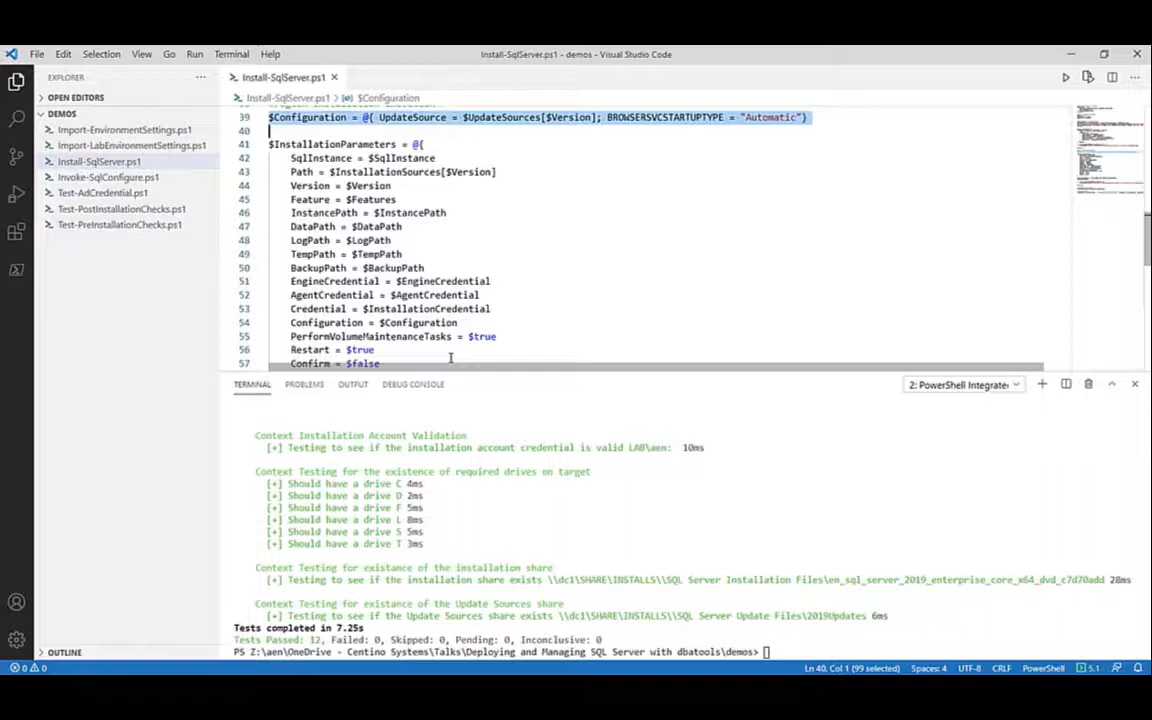 File Edit Selection View Go Run Terminal Help
Install-SqlServer.ps1 - demos - Visual Studio Code
EXPLORER ...
OPEN EDITORS
DEMOS
Import-EnvironmentSettings.ps1
Import-LabEnvironmentSettings.ps1
Install-SqlServer.ps1
Invoke-SqlConfigure.ps1
Test-AdCredential.ps1
Test-PostInstallationChecks.ps1
Test-PreInstallationChecks.ps1
OUTLINE
Install-SqlServer.ps1
Install-SqlServer.ps1 > $Configuration
39 $Configuration = @{ UpdateSource = $UpdateSources[$Version]; BROWSERSVCSTARTUPTYPE = "Automatic"}
40
41 $InstallationParameters = @{
42 SqlInstance = $SqlInstance
43 Path = $InstallationSources[$Version]
44 Version = $Version
45 Feature = $Features
46 InstancePath = $InstancePath
47 DataPath = $DataPath
48 LogPath = $LogPath
49 TempPath = $TempPath
50 BackupPath = $BackupPath
51 EngineCredential = $EngineCredential
52 AgentCredential = $AgentCredential
53 Credential = $InstallationCredential
54 Configuration = $Configuration
55 PerformVolumeMaintenanceTasks = $true
56 Restart = $true
57 Confirm = $false
TERMINAL PROBLEMS OUTPUT DEBUG CONSOLE
2: PowerShell Integrate
Context Installation Account Validation
[+] Testing to see if the installation account credential is valid LAB\aen: 10ms
Context Testing for the existence of required drives on target
[+] Should have a drive C 4ms
[+] Should have a drive D 2ms
[+] Should have a drive F 5ms
[+] Should have a drive L 8ms
[+] Should have a drive S 5ms
[+] Should have a drive T 3ms
Context Testing for existance of the installation share
[+] Testing to see if the installation share exists \\dc1\SHARE\INSTALLS\\SQL Server Installation Files\en_sql_server_2019_enterprise_core_x64_dvd_c7d70add 28ms
Context Testing for existance of the Update Sources share
[+] Testing to see if the Update Sources share exists \\dc1\SHARE\INSTALLS\\SQL Server Update Files\2019Updates 6ms
Tests completed in 7.25s
Tests Passed: 12, Failed: 0, Skipped: 0, Pending: 0, Inconclusive: 0
PS Z:\aen\OneDrive - Centino Systems\Talks\Deploying and Managing SQL Server with dbatools\demos>
0 0 Ln 40, Col 1 (99 selected) Spaces: 4 UTF-8 CRLF PowerShell 5.1